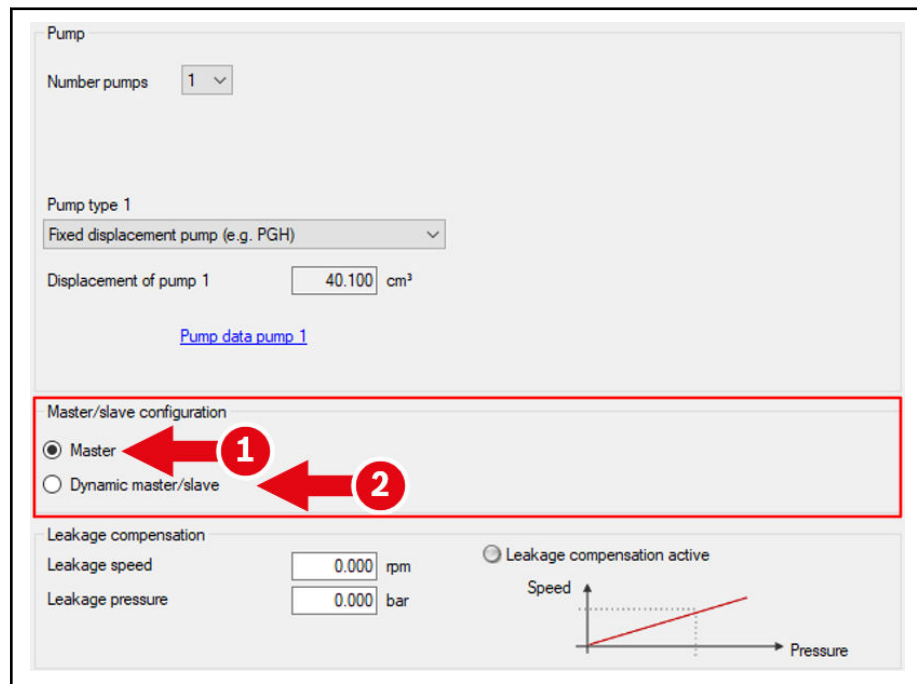 Pump
Number pumps 1
Pump type 1
Fixed displacement pump (e.g. PGH)
Displacement of pump 1 40.100 cm³
Pump data pump 1
Master/slave configuration
Master 1
Dynamic master/slave 2
Leakage compensation
Leakage speed 0.000 rpm
Leakage pressure 0.000 bar
Leakage compensation active
Speed
Pressure